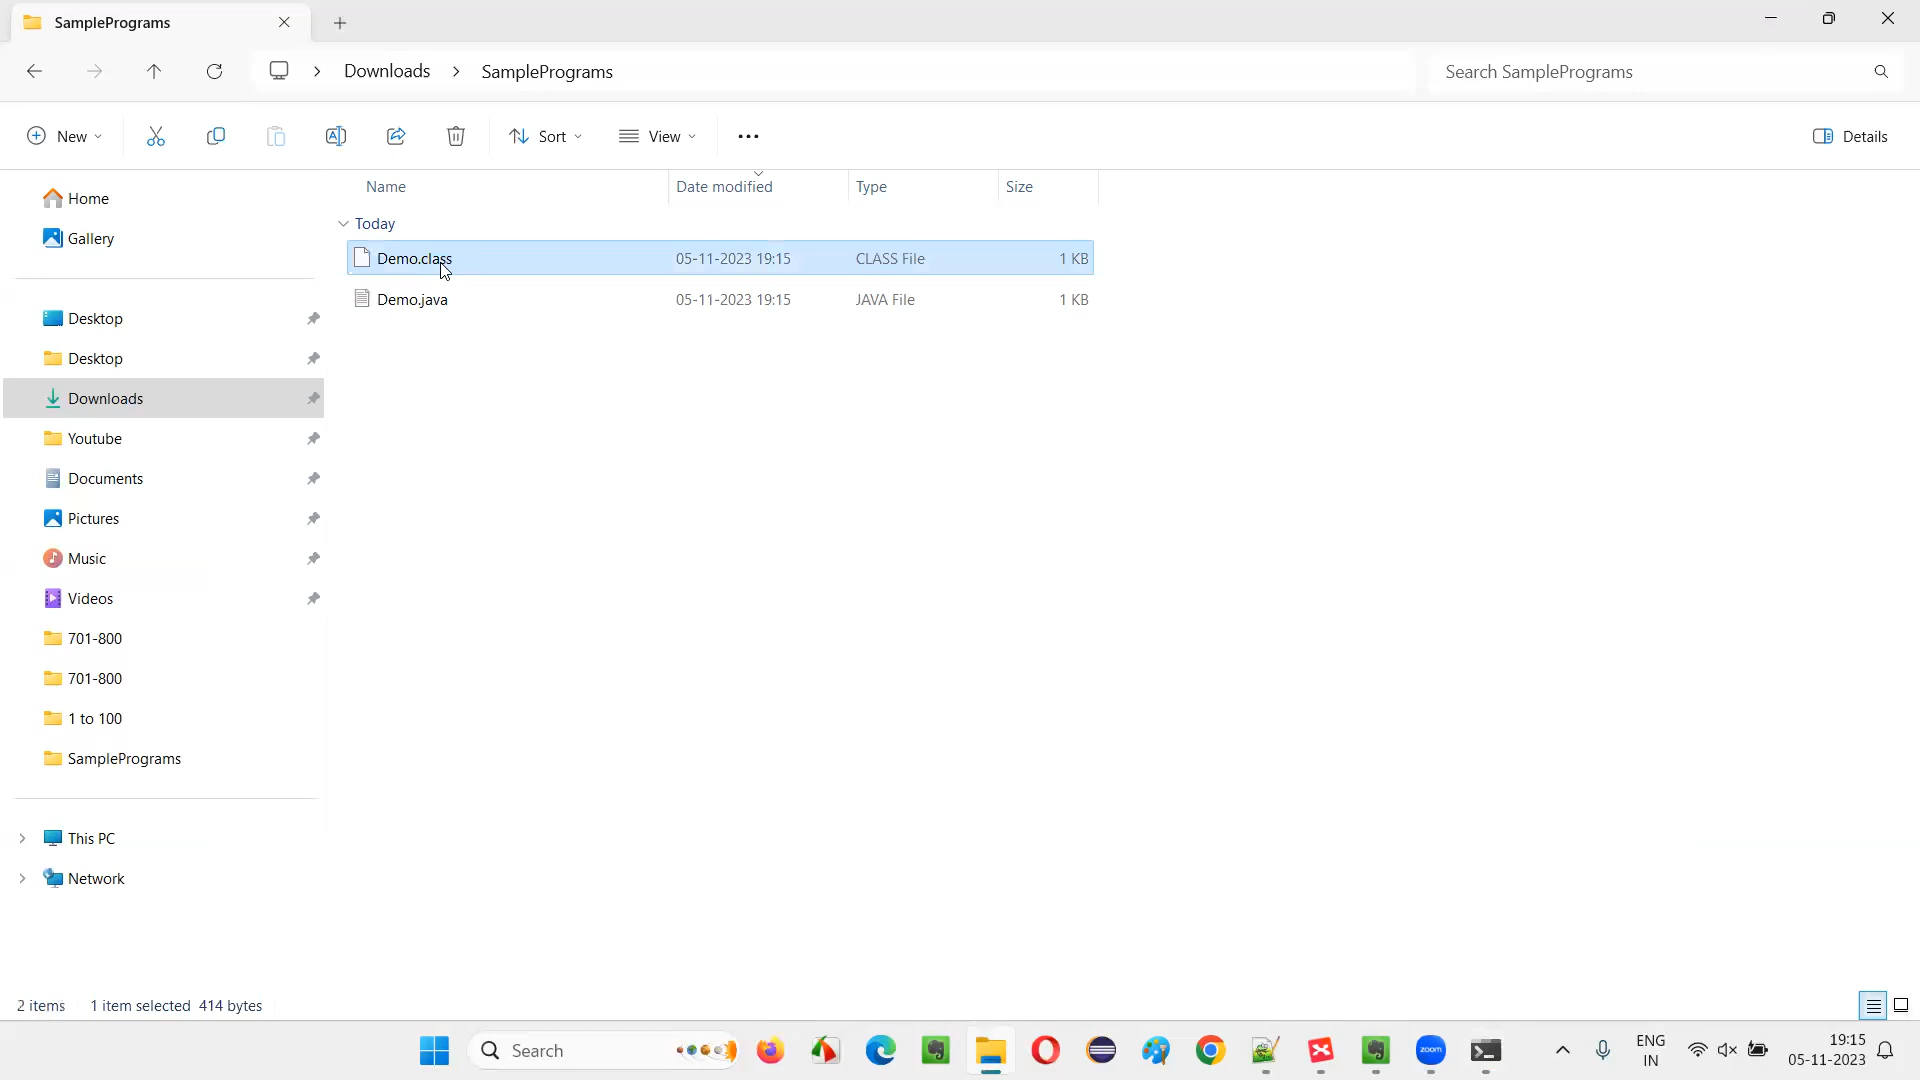 SamplePrograms
Downloads > SamplePrograms
Search SamplePrograms
New
Sort
View
Details
Name Date modified Type Size
Today
Demo.class 05-11-2023 19:15 CLASS File 1 KB
Demo.java 05-11-2023 19:15 JAVA File 1 KB
Home
Gallery
Desktop
Desktop
Downloads
Youtube
Documents
Pictures
Music
Videos
701-800
701-800
1 to 100
SamplePrograms
This PC
Network
2 items 1 item selected 414 bytes
Search
zoom
ENG
IN
19:15
05-11-2023